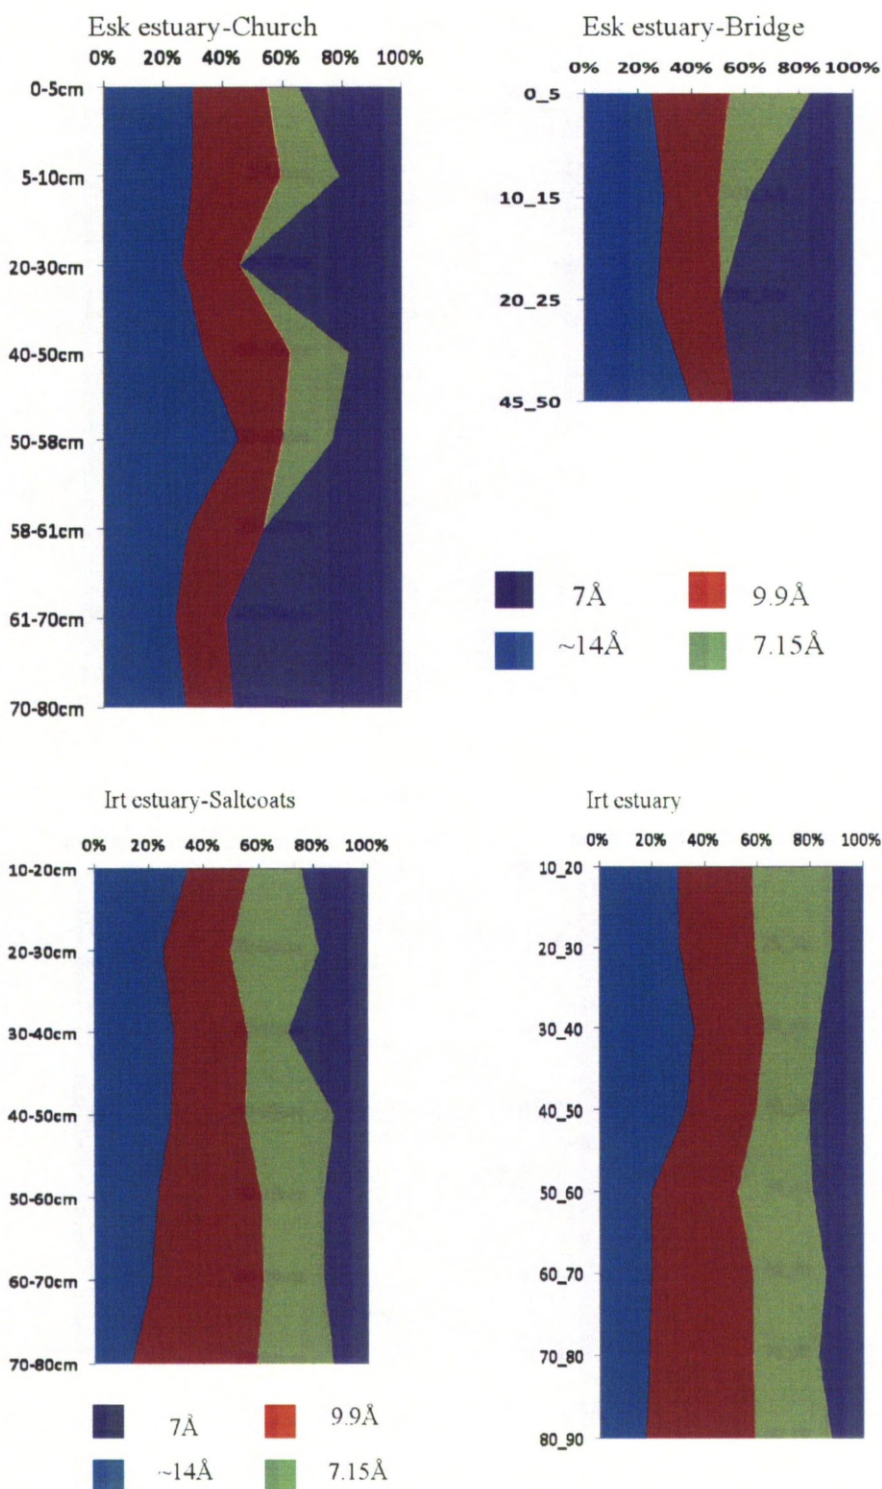 Esk estuary-Church
0% 20% 40% 60% 80% 100%
0-5cm
5-10cm
20-30cm
40-50cm
50-58cm
58-61cm
61-70cm
70-80cm
Esk estuary-Bridge
0% 20% 40% 60% 80% 100%
0_5
10_15
20_25
45_50
7Å 9.9Å
~14Å 7.15Å
Irt estuary-Saltcoats
0% 20% 40% 60% 80% 100%
10-20cm
20-30cm
30-40cm
40-50cm
50-60cm
60-70cm
70-80cm
7Å 9.9Å
~14Å 7.15Å
Irt estuary
0% 20% 40% 60% 80% 100%
10_20
20_30
30_40
40_50
50_60
60_70
70_80
80_90